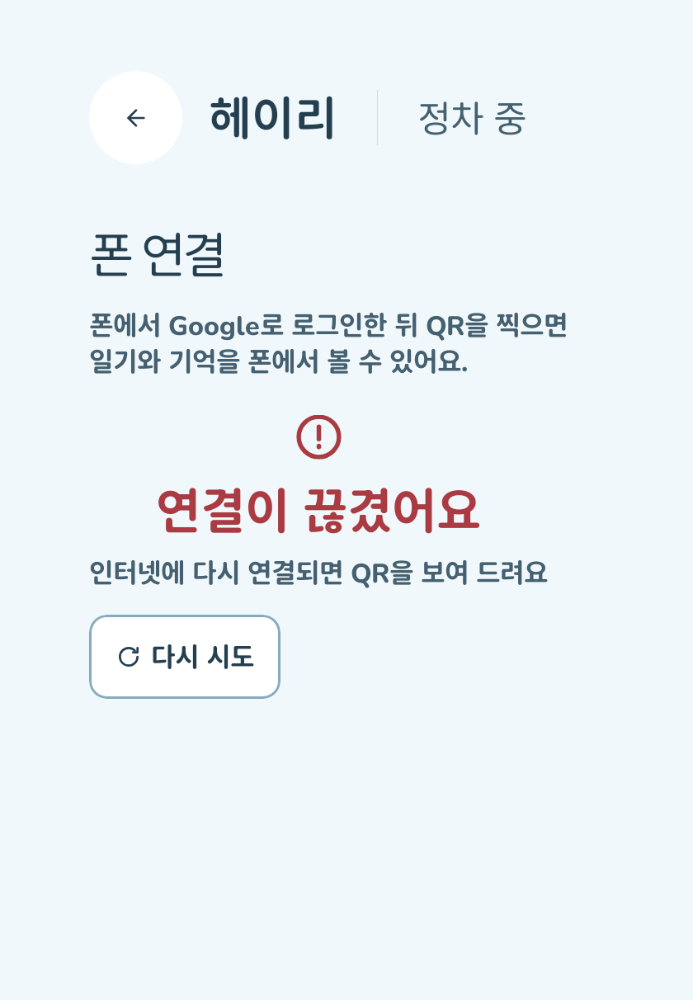 헤이리
정차 중
폰 연결
폰에서 Google로 로그인한 뒤 QR을 찍으면
일기와 기억을 폰에서 볼 수 있어요.
연결이 끊겼어요
인터넷에 다시 연결되면 QR을 보여 드려요
다시 시도